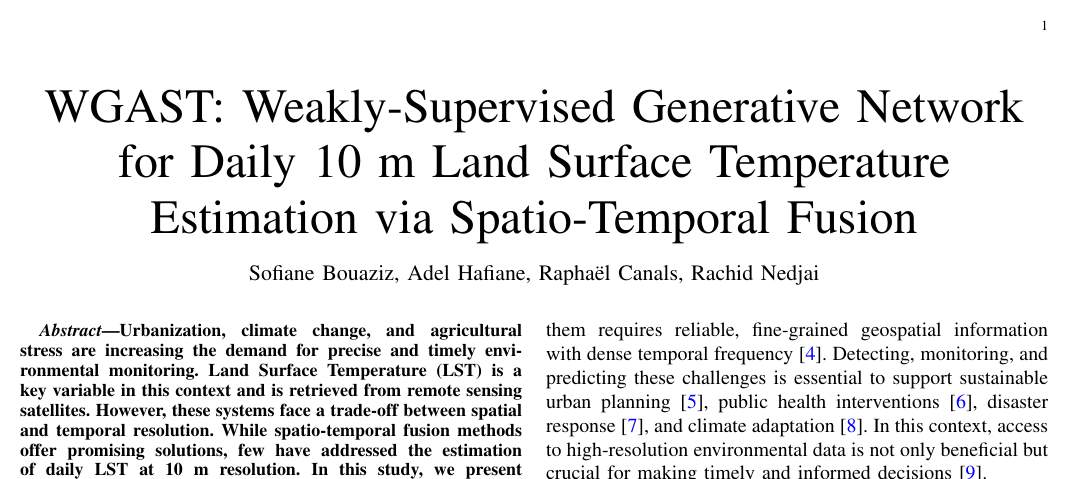 1
WGAST: Weakly-Supervised Generative Network
for Daily 10 m Land Surface Temperature
Estimation via Spatio-Temporal Fusion
Sofiane Bouaziz, Adel Hafiane, Raphaël Canals, Rachid Nedjai
Abstract—Urbanization, climate change, and agricultural
stress are increasing the demand for precise and timely envi-
ronmental monitoring. Land Surface Temperature (LST) is a
key variable in this context and is retrieved from remote sensing
satellites. However, these systems face a trade-off between spatial
and temporal resolution. While spatio-temporal fusion methods
offer promising solutions, few have addressed the estimation
of daily LST at 10 m resolution. In this study, we present
them requires reliable, fine-grained geospatial information
with dense temporal frequency [4]. Detecting, monitoring, and
predicting these challenges is essential to support sustainable
urban planning [5], public health interventions [6], disaster
response [7], and climate adaptation [8]. In this context, access
to high-resolution environmental data is not only beneficial but
crucial for making timely and informed decisions [9].